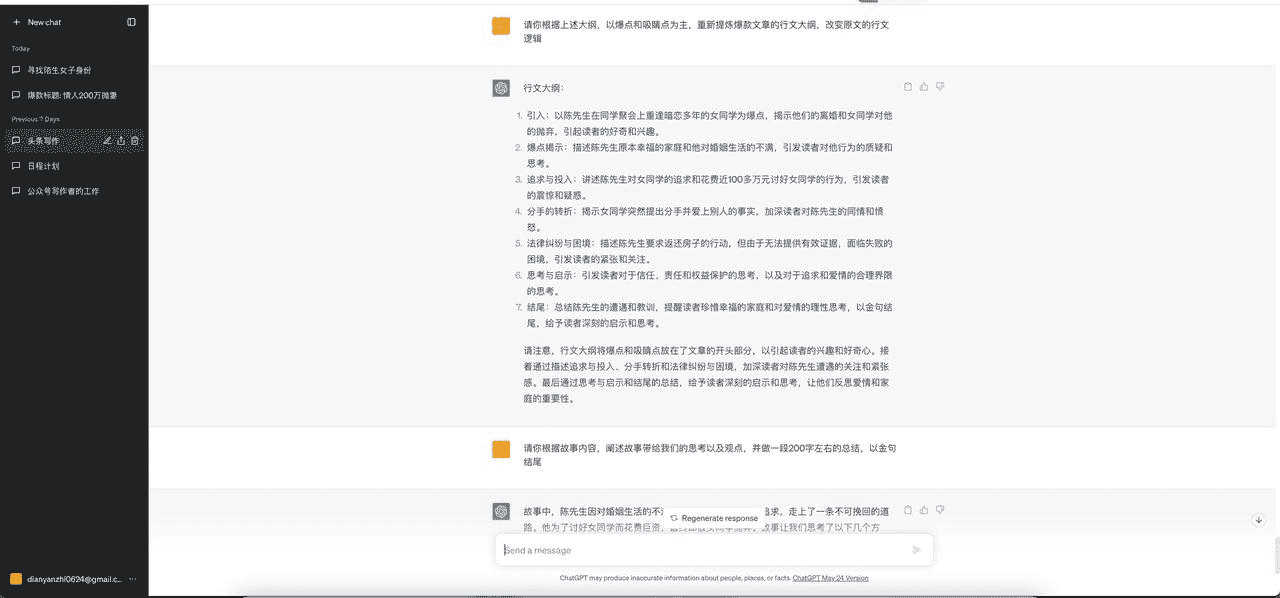 New chat
Today
寻找陌生女子身份
爆款标题: 情人200万抛妻
Previous 7 Days
头条写作
日程计划
公众号写作者的工作
dianyanzhi0624@gmail.c...
请你根据上述大纲，以爆点和吸睛点为主，重新提炼爆款文章的行文大纲，改变原文的行文
逻辑
行文大纲：
1. 引入：以陈先生在同学聚会上重逢暗恋多年的女同学为爆点，揭示他们的离婚和女同学对他
的抛弃，引起读者的好奇和兴趣。
2. 爆点揭示：描述陈先生原本幸福的家庭和他对婚姻生活的不满，引发读者对他行为的质疑和
思考。
3. 追求与投入：讲述陈先生对女同学的追求和花费近100多万元讨好女同学的行为，引发读者
的震惊和疑惑。
4. 分手的转折：揭示女同学突然提出分手并爱上别人的事实，加深读者对陈先生的同情和愤
怒。
5. 法律纠纷与困境：描述陈先生要求返还房子的行动，但由于无法提供有效证据，面临失败的
困境，引发读者的紧张和关注。
6. 思考与启示：引发读者对于信任、责任和权益保护的思考，以及对于追求和爱情的合理界限
的思考。
7. 结尾：总结陈先生的遭遇和教训，提醒读者珍惜幸福的家庭和对爱情的理性思考，以金句结
尾，给予读者深刻的启示和思考。
请注意，行文大纲将爆点和吸睛点放在了文章的开头部分，以引起读者的兴趣和好奇心。接
着通过描述追求与投入、分手转折和法律纠纷与困境，加深读者对陈先生遭遇的关注和紧张
感。最后通过思考与启示和结尾的总结，给予读者深刻的启示和思考，让他们反思爱情和家
庭的重要性。
请你根据故事内容，阐述故事带给我们的思考以及观点，并做一段200字左右的总结，以金句
结尾
故事中，陈先生因对婚姻生活的不 追求，走上了一条不可挽回的道
Regenerate response
路。他为了讨好女同学而花费巨资，故事让我们思考了以下几个方
Send a message
ChatGPT may produce inaccurate information about people, places, or facts. ChatGPT May 24 Version